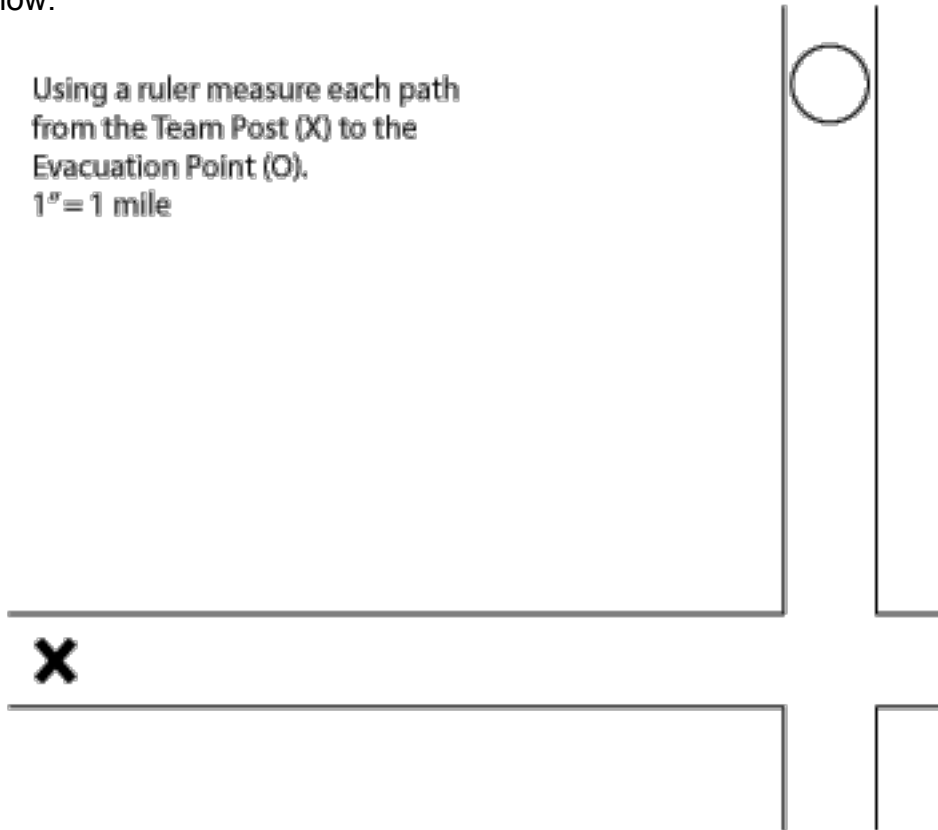 Using a ruler measure each path
from the Team Post (X) to the
Evacuation Point (O).
1"= 1 mile